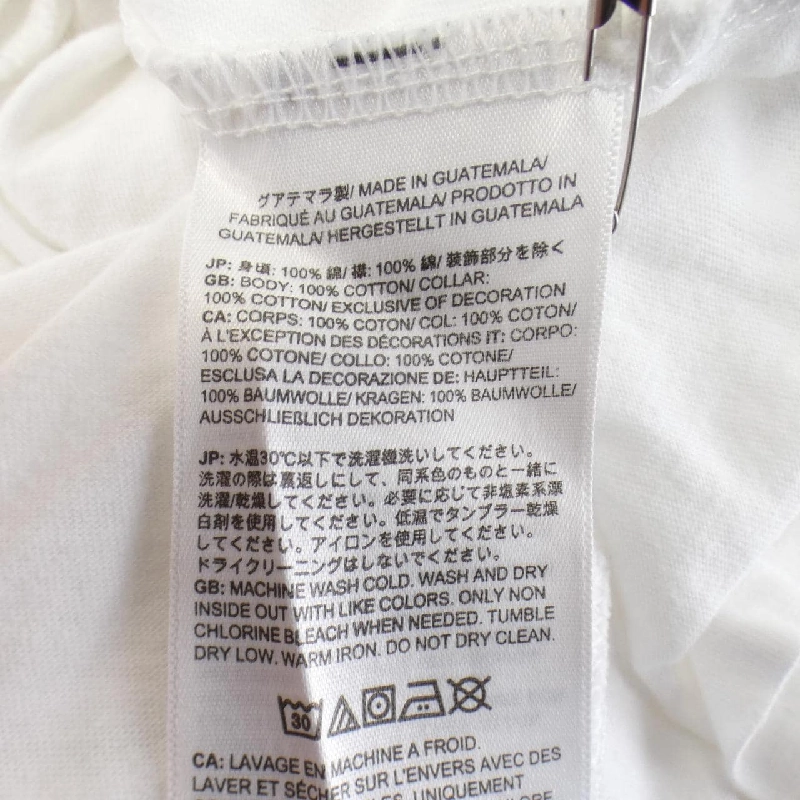 グアテマラ製/ MADE IN GUATEMALA/
FABRIQUÉ AU GUATEMALA/ PRODOTTO IN
GUATEMALA/ HERGESTELLT IN GUATEMALA
JP: 身頃: 100% 綿/ 襟: 100% 綿/ 装飾部分を除く
GB: BODY: 100% COTTON/ COLLAR:
100% COTTON/ EXCLUSIVE OF DECORATION
CA: CORPS: 100% COTON/ COL: 100% COTON/
À L'EXCEPTION DES DÉCORATIONS IT: CORPO:
100% COTONE/ COLLO: 100% COTONE/
ESCLUSA LA DECORAZIONE DE: HAUPTTEIL:
100% BAUMWOLLE/ KRAGEN: 100% BAUMWOLLE/
AUSSCHLIEßLICH DEKORATION
JP: 水温30℃以下で洗濯機洗いしてください。
洗濯の際は裏返しにして、同系色のものと一緒に
洗濯/乾燥してください。必要に応じて非塩素系漂
白剤を使用してください。低温でタンブラー乾燥
してください。アイロンを使用してください。
ドライクリーニングはしないでください。
GB: MACHINE WASH COLD. WASH AND DRY
INSIDE OUT WITH LIKE COLORS. ONLY NON
CHLORINE BLEACH WHEN NEEDED. TUMBLE
DRY LOW. WARM IRON. DO NOT DRY CLEAN.
30
CA: LAVAGE EN MACHINE A FROID.
LAVER ET SÉCHER SUR L'ENVERS AVEC DES
UNIQUEMENT